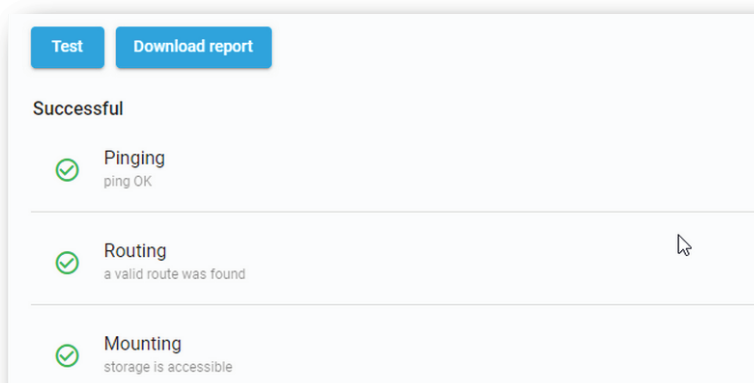 Test
Download report
Successful
Pinging
ping OK
Routing
a valid route was found
Mounting
storage is accessible